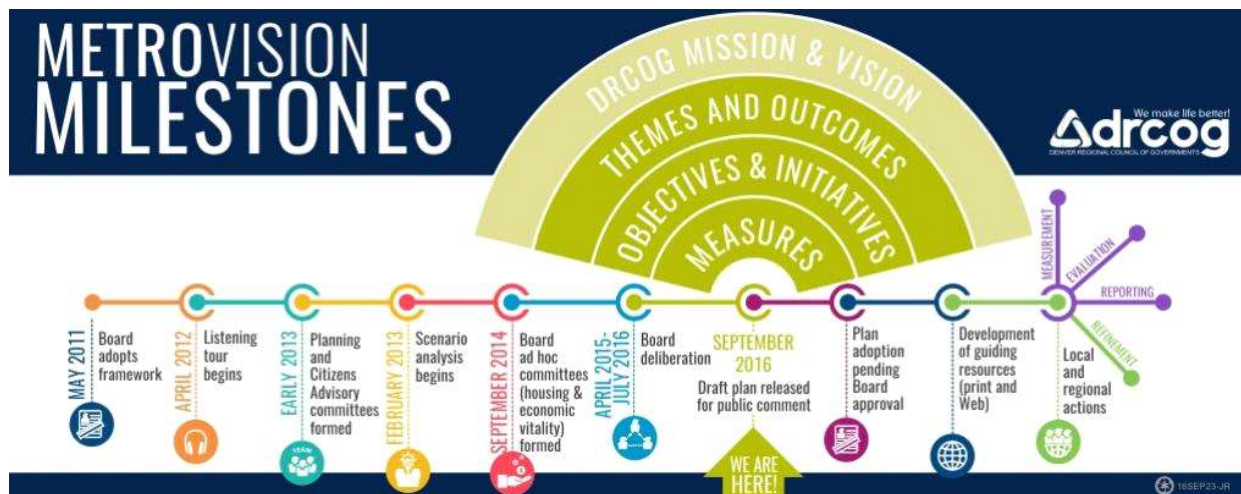 METROVISION
MILESTONES
DRCOG MISSION & VISION
THEMES AND OUTCOMES
OBJECTIVES & INITIATIVES
MEASURES
We make life better!
drcog
DENVER REGIONAL COUNCIL OF GOVERNMENTS
MAY 2011
Board
adopts
framework
APRIL 2012
Listening
tour
begins
EARLY 2013
Planning
and
Citizens
Advisory
committees
formed
TEAM
FEBRUARY 2013
Scenario
analysis
begins
SEPTEMBER 2014
Board
ad hoc
committees
(housing &
economic
vitality)
formed
APRIL 2015-
JULY 2016
Board
deliberation
SEPTEMBER
2016
Draft plan released
for public comment
WE ARE
HERE!
Plan
adoption
pending
Board
approval
Development
of guiding
resources
(print and
Web)
Local
and
regional
actions
MEASUREMENT
EVALUATION
REPORTING
REFINEMENT
16SEP23-JR